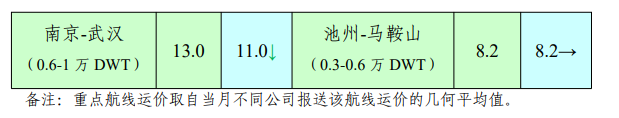 南京-武汉
(0.6-1 万 DWT)
13.0
11.0↓
池州-马鞍山
(0.3-0.6 万 DWT)
8.2
8.2→
备注：重点航线运价取自当月不同公司报送该航线运价的几何平均值。